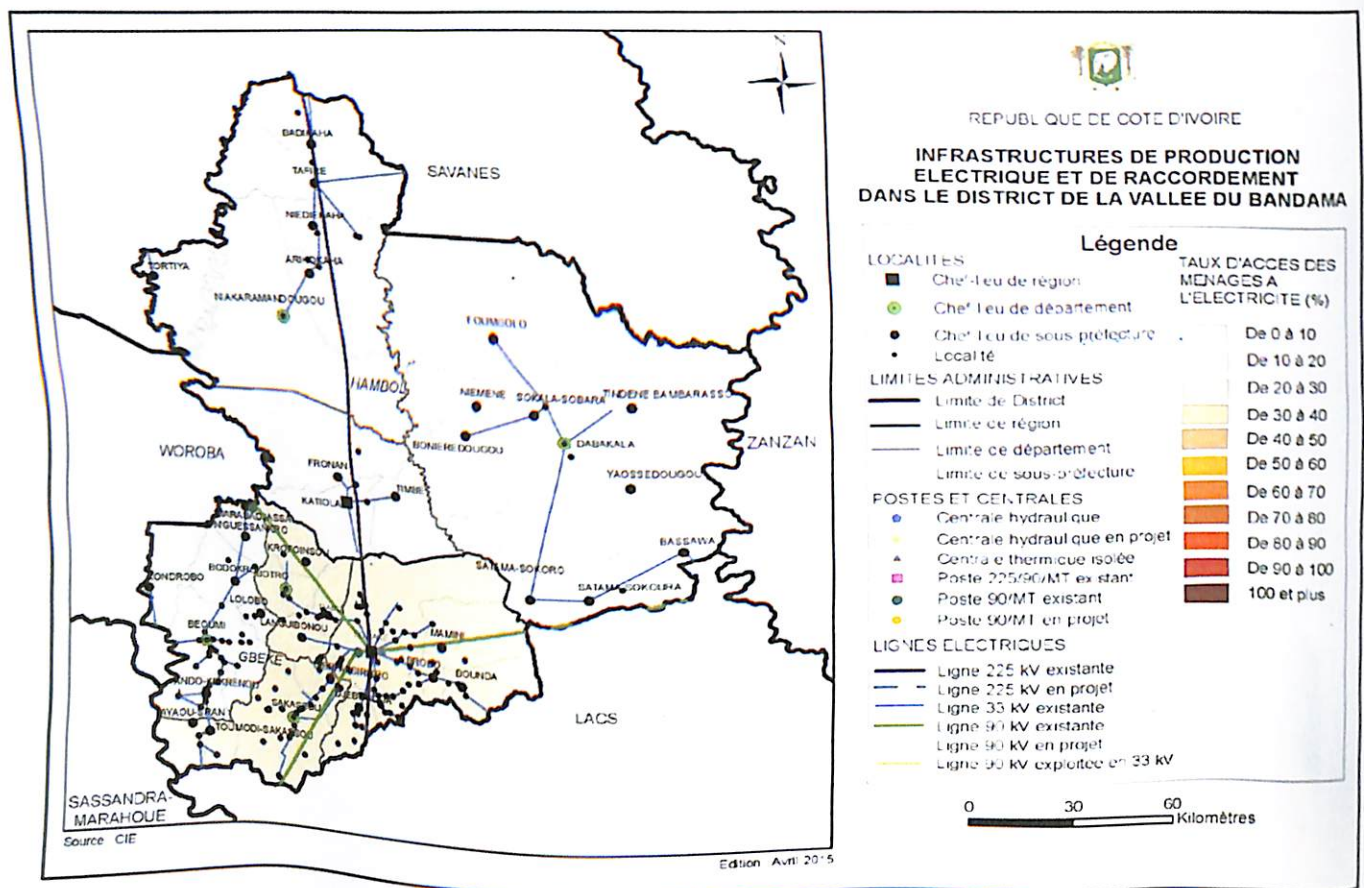 REPUBL QUE DE COTE D'IVOIRE
INFRASTRUCTURES DE PRODUCTION
ELECTRIQUE ET DE RACCORDEMENT
DANS LE DISTRICT DE LA VALLEE DU BANDAMA
Légende
LOCALITES
Chef-lieu de région
Chef-lieu de département
Chef-lieu de sous-préfecture
Localité
LIMITES ADMINISTRATIVES
Limite de District
Limite de région
Limite de département
Limite de sous-préfecture
POSTES ET CENTRALES
Centrale hydraulique
Centrale hydraulique en projet
Centrale thermique isolée
Poste 225/90/MT existant
Poste 90/MT existant
Poste 90/MT en projet
LIGNES ELECTRIQUES
Ligne 225 kV existante
Ligne 225 kV en projet
Ligne 33 kV existante
Ligne 90 kV existante
Ligne 90 kV en projet
Ligne 90 kV exploitée en 33 kV
TAUX D'ACCES DES
MENAGES A
L'ELECTRICITE (%)
De 0 à 10
De 10 à 20
De 20 à 30
De 30 à 40
De 40 à 50
De 50 à 60
De 60 à 70
De 70 à 80
De 80 à 90
De 90 à 100
100 et plus
0 30 60
Kilomètres
BADIKAHA
TAFIRE
SAVANES
NIEDIEKAHA
ARIKOKAHA
TORTIYA
NIAKARAMANDOUGOU
FOUMBOLO
HAMBOL
NIEMENE
SOKALA-SOBARA
TINDENE BAMBARASSO
BONIEREDOUGOU
DABAKALA
ZANZAN
WOROBA
FRONAN
YAOSSEDOUGOU
KATIOLA
TIMBE
BASSAWA
SATAMA-SOKORO
SATAMA-SOKOURA
BODOKRO
BOTRO
LOLOBO
LANGUIBONOU
BEOUMI
GBEKE
MAMINI
BROBO
BOUNDA
SAKASSOU
TOUMODI-SAKASSOU
LACS
SASSANDRA-
MARAHOUE
Source CIE
Edition Avril 2015